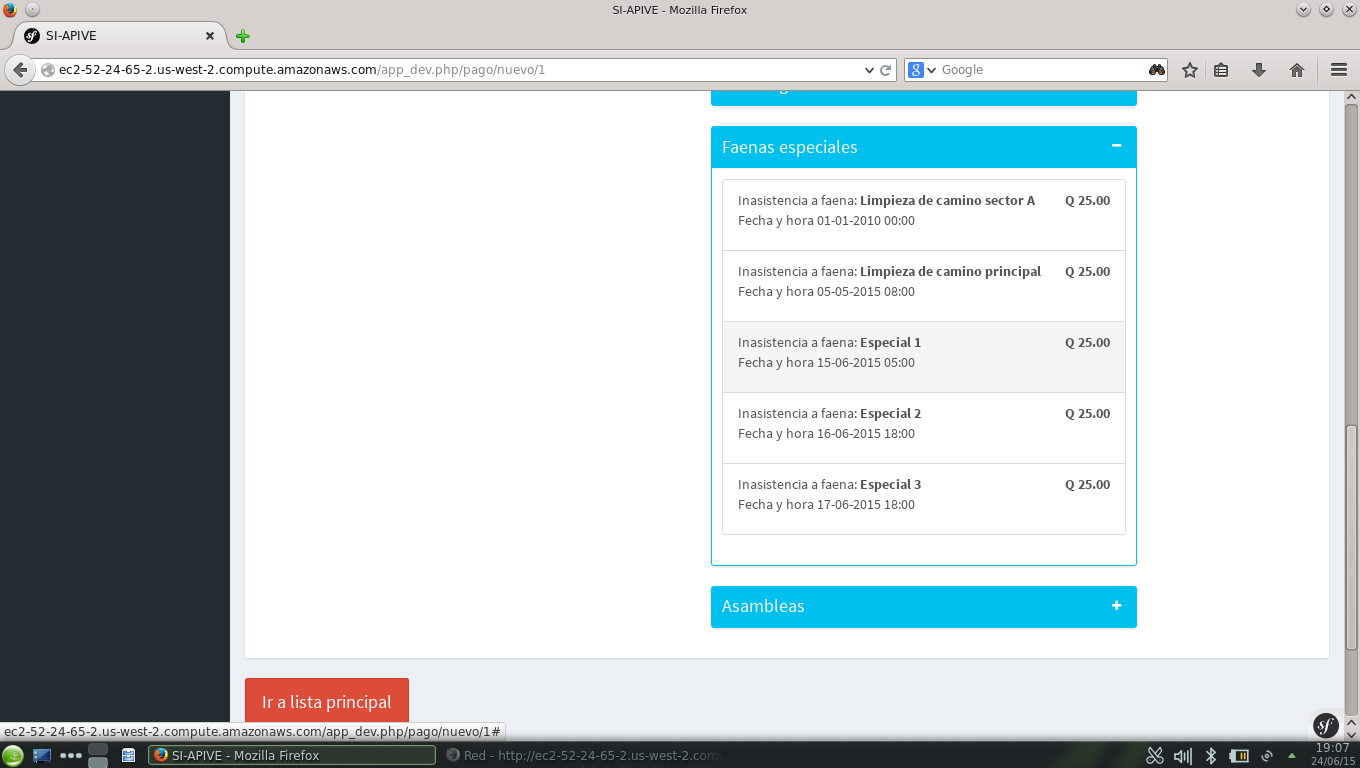 SI-APIVE - Mozilla Firefox
SI-APIVE
ec2-52-24-65-2.us-west-2.compute.amazonaws.com/app_dev.php/pago/nuevo/1
Google
Faenas especiales
Inasistencia a faena: Limpieza de camino sector A Q 25.00
Fecha y hora 01-01-2010 00:00
Inasistencia a faena: Limpieza de camino principal Q 25.00
Fecha y hora 05-05-2015 08:00
Inasistencia a faena: Especial 1 Q 25.00
Fecha y hora 15-06-2015 05:00
Inasistencia a faena: Especial 2 Q 25.00
Fecha y hora 16-06-2015 18:00
Inasistencia a faena: Especial 3 Q 25.00
Fecha y hora 17-06-2015 18:00
Asambleas
Ir a lista principal
ec2-52-24-65-2.us-west-2.compute.amazonaws.com/app_dev.php/pago/nuevo/1#
SI-APIVE - Mozilla Firefox
Red - http://ec2-52-24-65-2.us-west-2.com
19:07
24/06/15